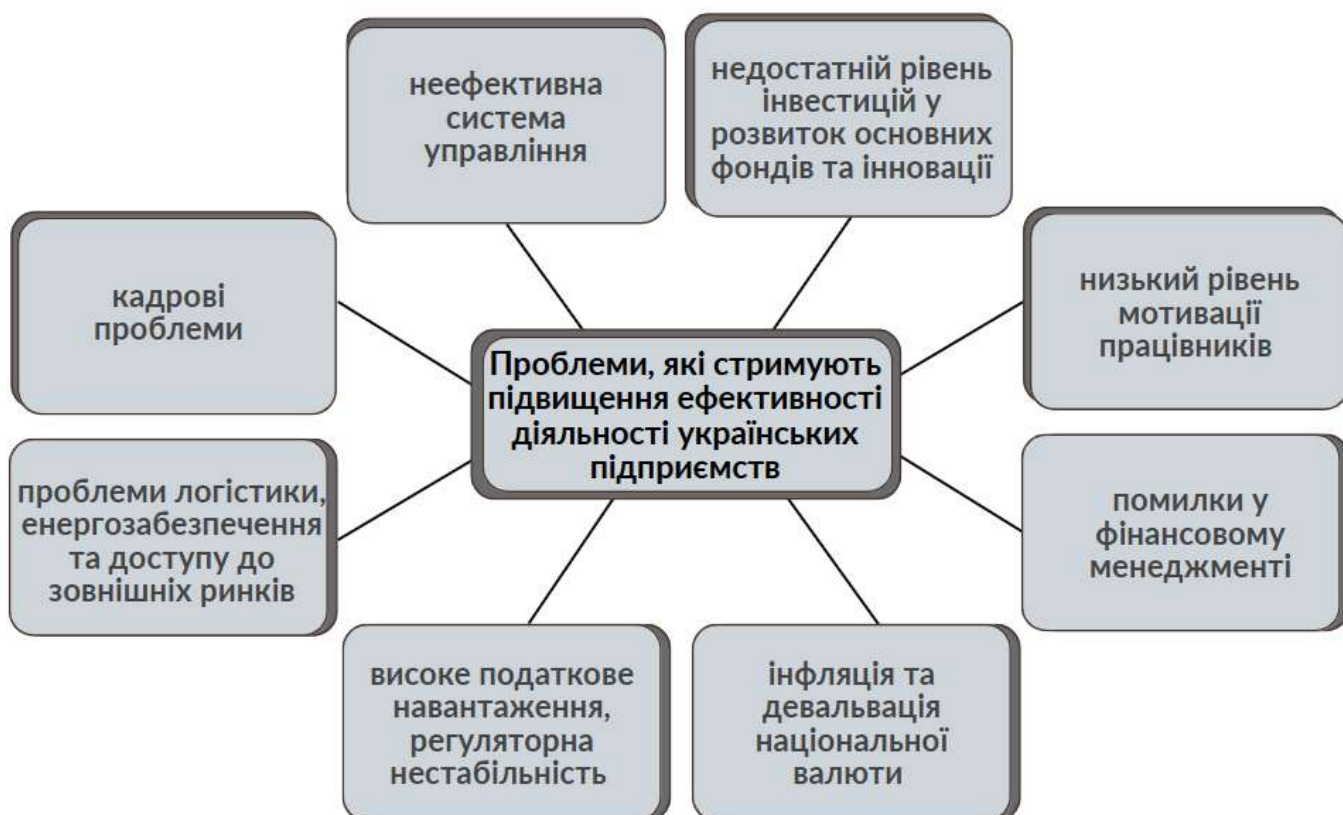 неефективна
система
управління
недостатній рівень
інвестицій у
розвиток основних
фондів та інновації
кадрові
проблеми
низький рівень
мотивації
працівників
Проблеми, які стримують
підвищення ефективності
діяльності українських
підприємств
проблеми логістики,
енергозабезпечення
та доступу до
зовнішніх ринків
помилки у
фінансовому
менеджменті
високе податкове
навантаження,
регуляторна
нестабільність
інфляція та
девальвація
національної
валюти